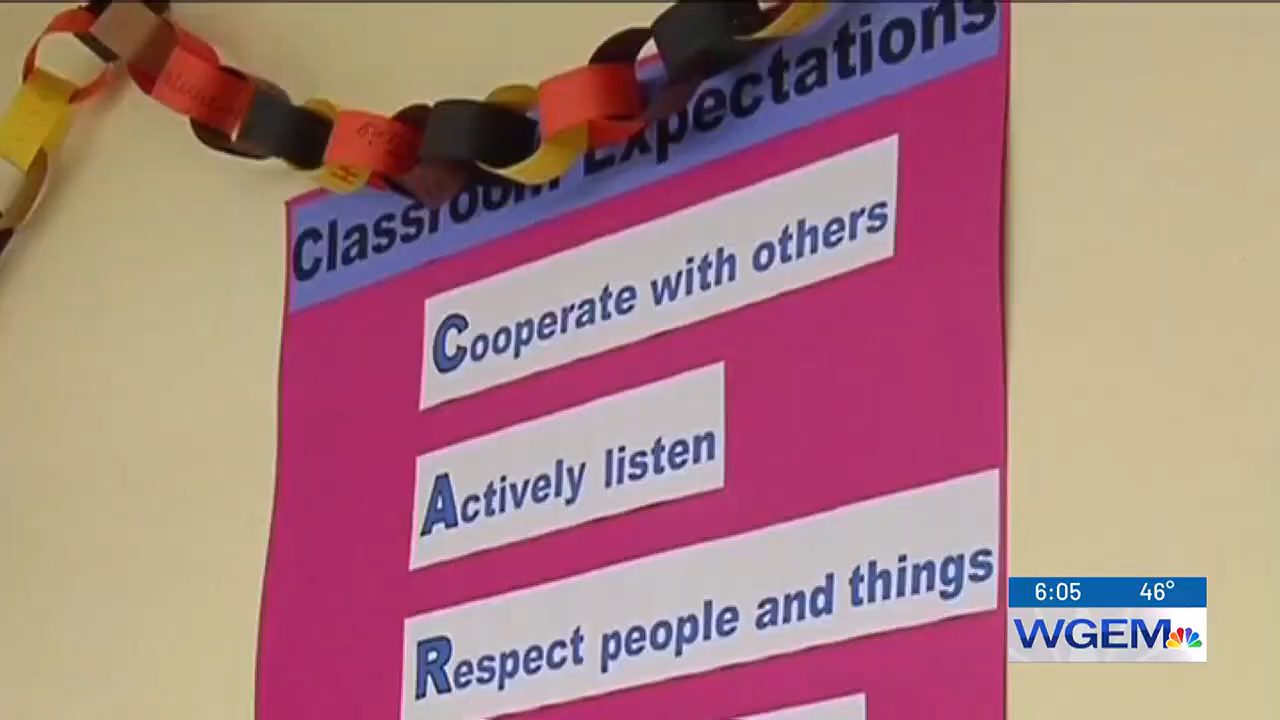 Classroom Expectations
Cooperate with others
Actively listen
Respect people and things
6:05 46°
WGEM